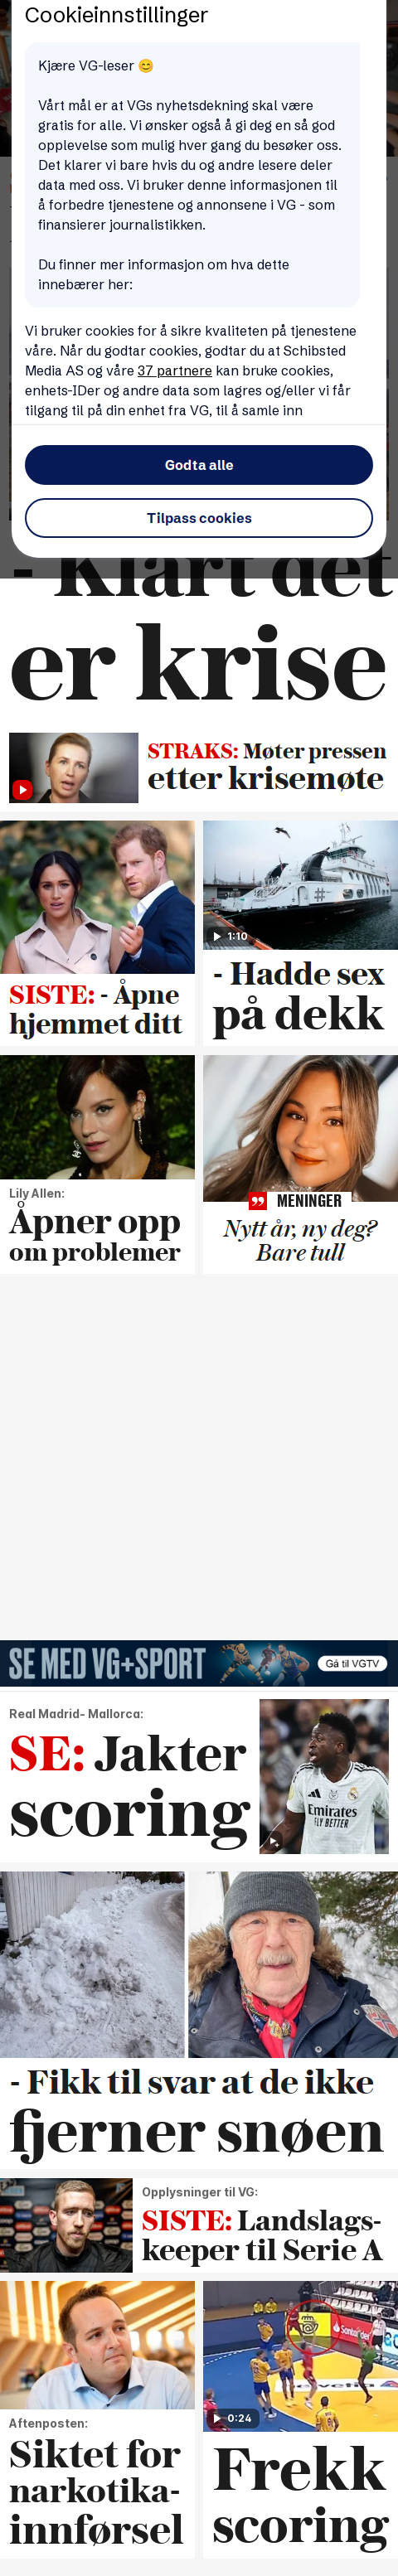 Cookieinnstillinger
Kjære VG-leser 😊
Vårt mål er at VGs nyhetsdekning skal være
gratis for alle. Vi ønsker også å gi deg en så god
opplevelse som mulig hver gang du besøker oss.
Det klarer vi bare hvis du og andre lesere deler
data med oss. Vi bruker denne informasjonen til
å forbedre tjenestene og annonsene i VG - som
finansierer journalistikken.
Du finner mer informasjon om hva dette
innebærer her:
Vi bruker cookies for å sikre kvaliteten på tjenestene
våre. Når du godtar cookies, godtar du at Schibsted
Media AS og våre 37 partnere kan bruke cookies,
enhets-IDer og andre data som lagres og/eller vi får
tilgang til på din enhet fra VG, til å samle inn
Godta alle
Tilpass cookies
- Klart det
er krise
STRAKS: Møter pressen
etter krisemøte
SISTE: - Åpne
hjemmet ditt
1:10
- Hadde sex
på dekk
Lily Allen:
Åpner opp
om problemer
MENINGER
Nytt år, ny deg?
Bare tull
SE MED VG+SPORT
Gå til VGTV
Real Madrid- Mallorca:
SE: Jakter
scoring
Emirates
FLY BETTER
- Fikk til svar at de ikke
fjerner snøen
Opplysninger til VG:
SISTE: Landslags-
keeper til Serie A
Aftenposten:
Siktet for
narkotika-
innførsel
Santander
0:24
Frekk
scoring